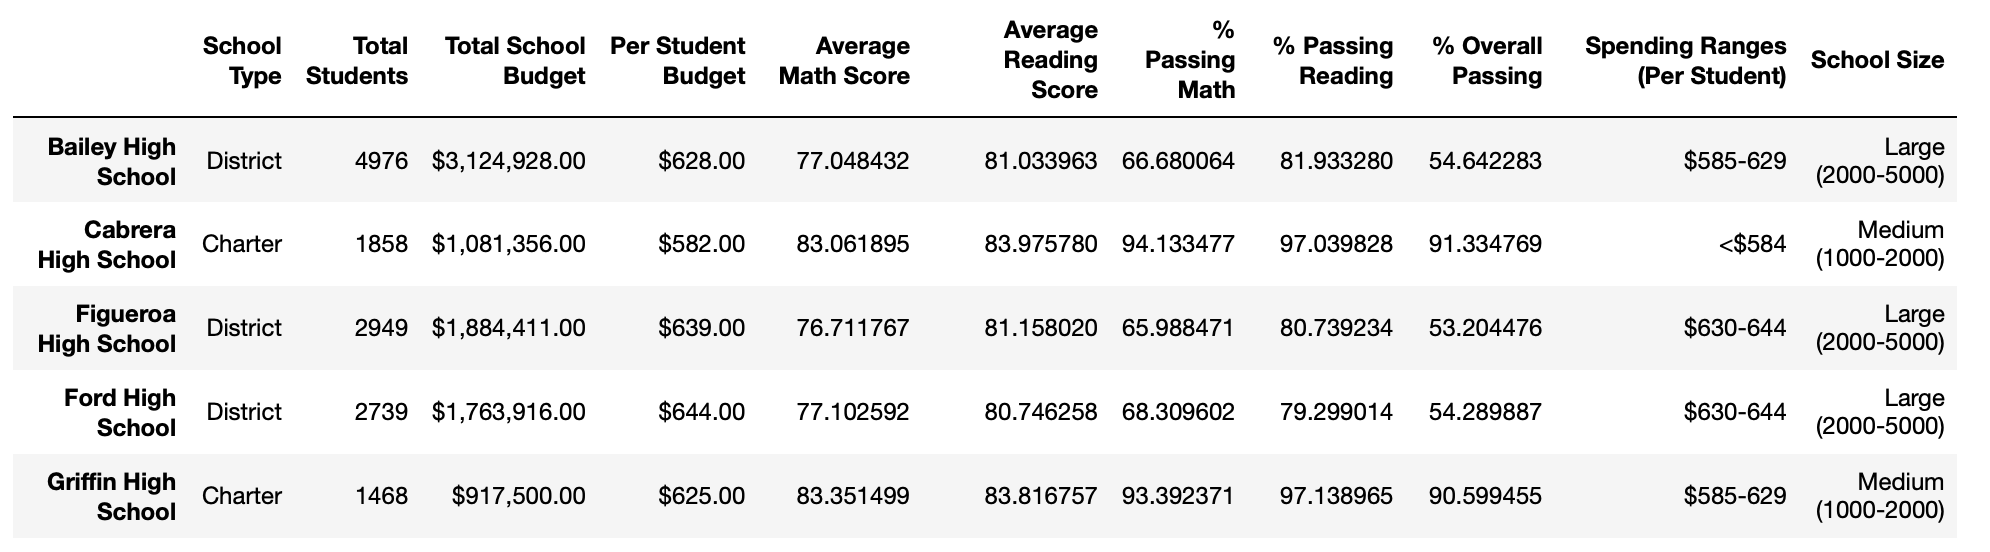 School Type Total Students Total School Budget Per Student Budget Average Math Score Average Reading Score % Passing Math % Passing Reading % Overall Passing Spending Ranges (Per Student) School Size
Bailey High School District 4976 $3,124,928.00 $628.00 77.048432 81.033963 66.680064 81.933280 54.642283 $585-629 Large (2000-5000)
Cabrera High School Charter 1858 $1,081,356.00 $582.00 83.061895 83.975780 94.133477 97.039828 91.334769 <$584 Medium (1000-2000)
Figueroa High School District 2949 $1,884,411.00 $639.00 76.711767 81.158020 65.988471 80.739234 53.204476 $630-644 Large (2000-5000)
Ford High School District 2739 $1,763,916.00 $644.00 77.102592 80.746258 68.309602 79.299014 54.289887 $630-644 Large (2000-5000)
Griffin High School Charter 1468 $917,500.00 $625.00 83.351499 83.816757 93.392371 97.138965 90.599455 $585-629 Medium (1000-2000)